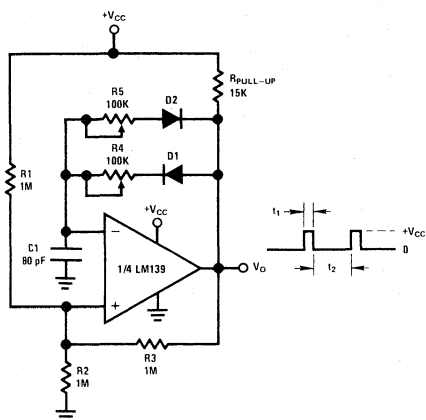 +VCC
RPULL-UP
15K
R5
100K
D2
R4
100K
D1
R1
1M
+VCC
t1
+VCC
0
C1
80 pF
–
1/4 LM139
VO
t2
+
R3
1M
R2
1M